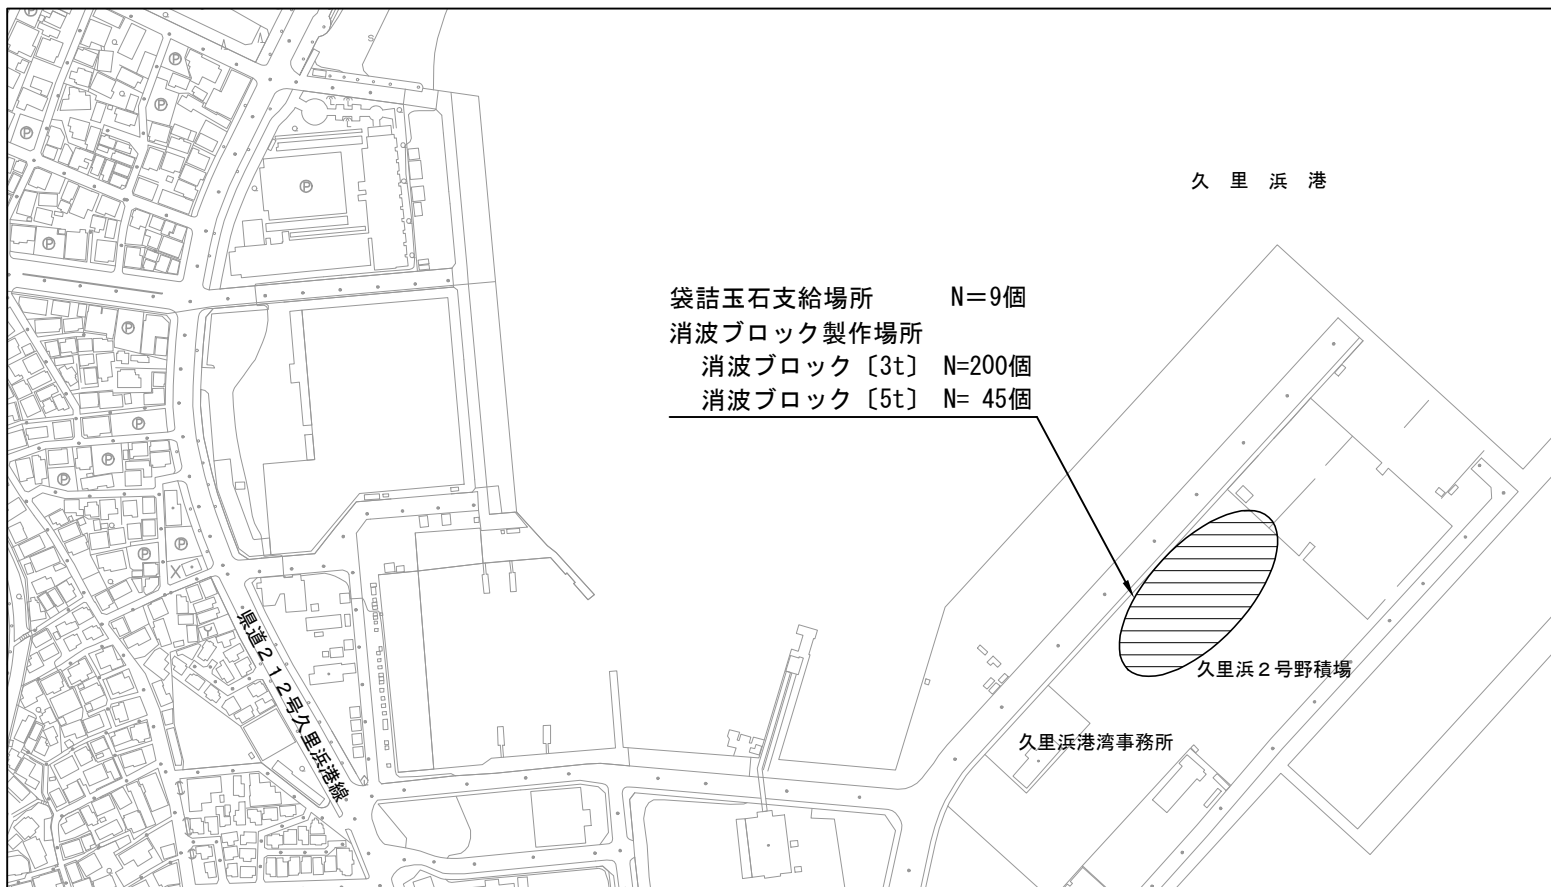 久里浜港
袋詰玉石支給場所 N＝9個
消波ブロック製作場所
消波ブロック〔3t〕 N=200個
消波ブロック〔5t〕 N= 45個
県道２１２号久里浜港線
久里浜２号野積場
久里浜港湾事務所